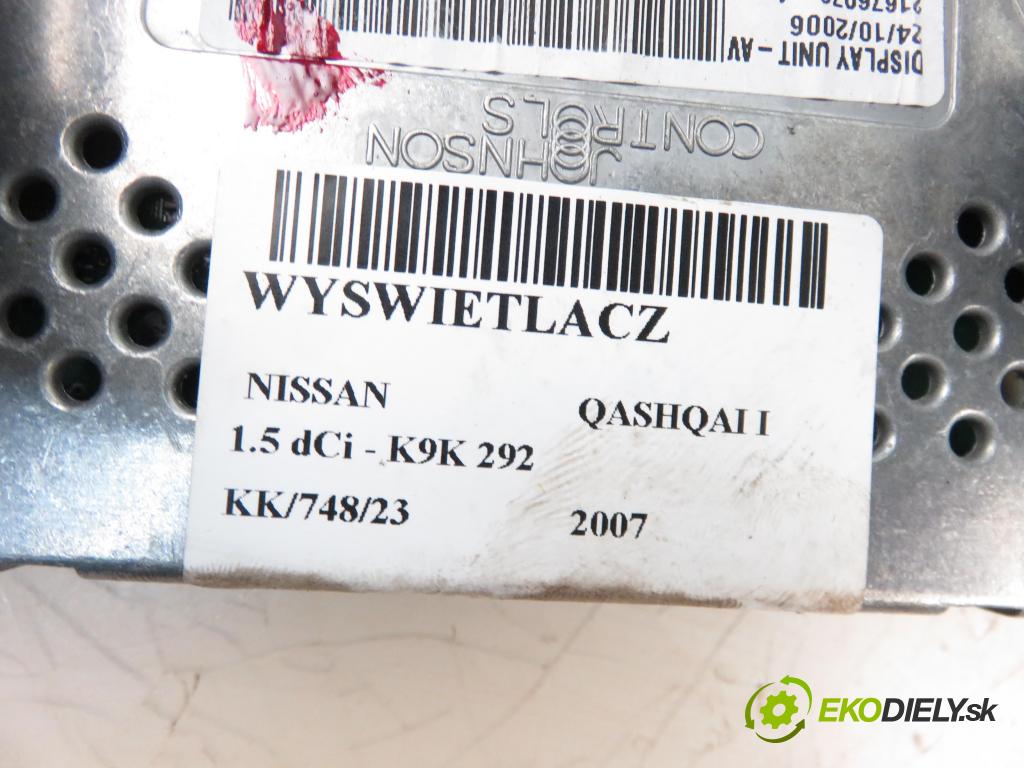 DISPLAY UNIT - AV
24/10/2006
JOHNSON
CONTROLS
WYSWIETLACZ
NISSAN
QASHQAI I
1.5 dCi - K9K 292
KK/748/23
2007
EKODIELY.sk